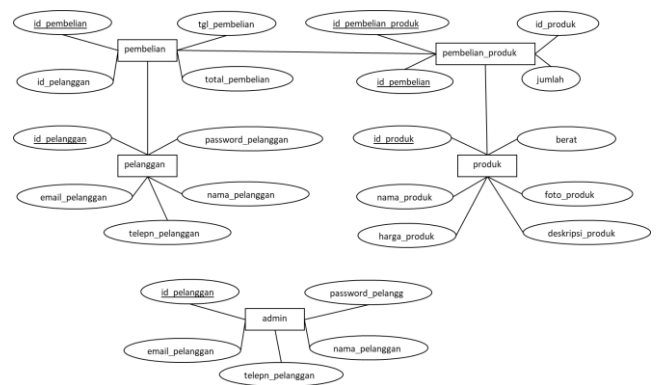 id_pembelian
tgl_pembelian
pembelian
id_pelanggan
total_pembelian
id_pembelian_produk
id_produk
pembelian_produk
id_pembelian
jumlah
id_pelanggan
password_pelanggan
pelanggan
email_pelanggan
nama_pelanggan
telepn_pelanggan
id_produk
berat
produk
nama_produk
foto_produk
harga_produk
deskripsi_produk
id_pelanggan
password_pelangg
admin
email_pelanggan
nama_pelanggan
telepn_pelanggan